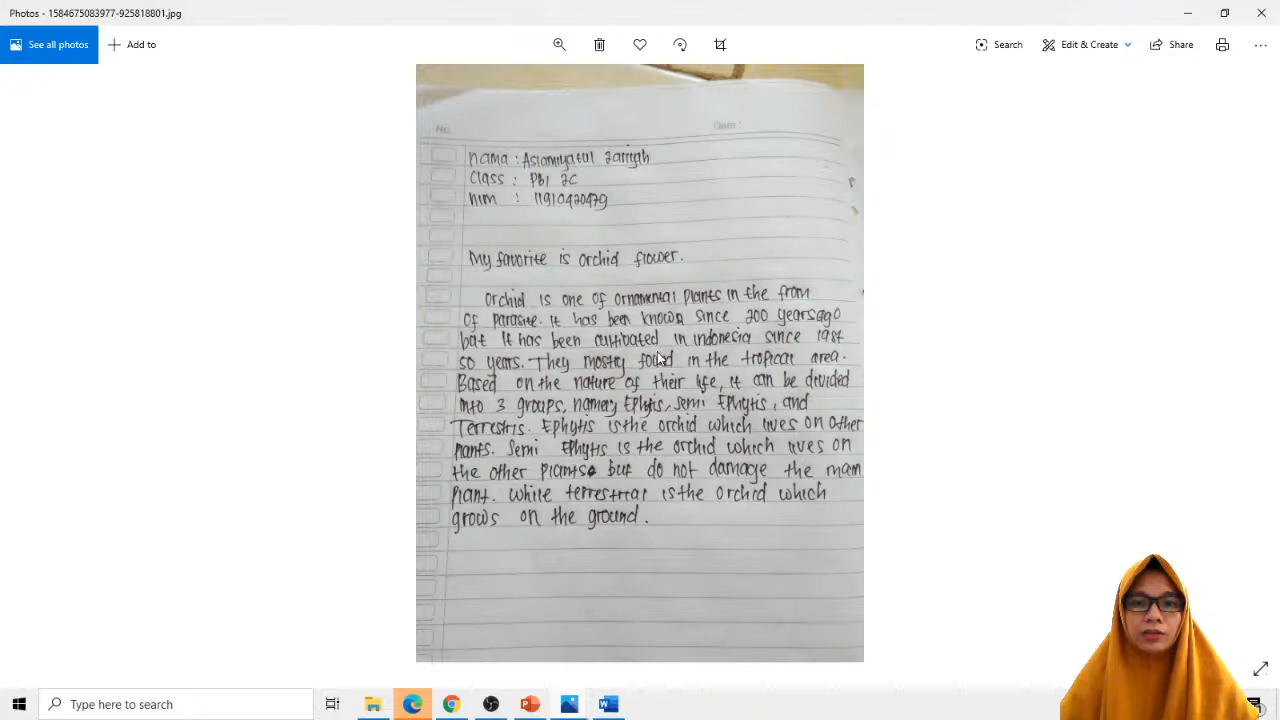 Photos - 1584675083977-925818801.jpg
See all photos
Add to
Search
Edit & Create
Share
No.
Date :
nama : Aslamiyatul
Class : PBI 2C
nim : 11910420479
My favorite is orchid flower.
Orchid is one of ornamental plants in the from
of parasite. It has been known since 200 years ago
but It has been cultivated in indonesia since last
50 years. They mostly found in the tropical area.
Based on the nature of their life, it can be divided
into 3 groups, namely Ephytis, semi Ephytis, and
Terrestris. Ephytis is the orchid which lives on other
plants. Semi Ephytis is the orchid which lives on
the other plants but do not damage the main
plant. while terrestrial is the orchid which
grows on the ground.
Type here to search